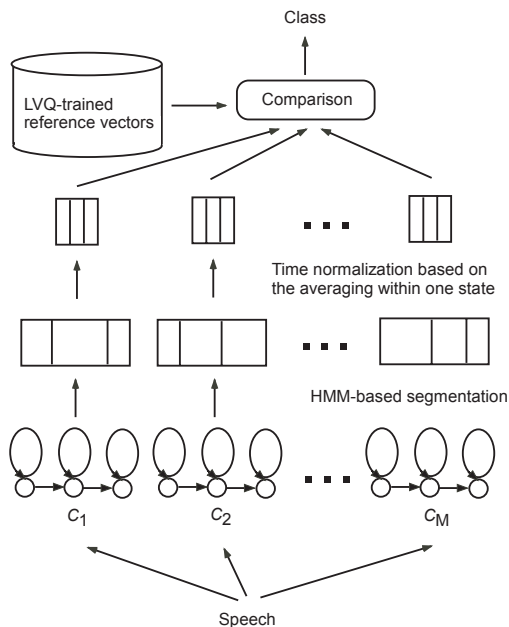 Class
LVQ-trained
reference vectors
Comparison
Time normalization based on
the averaging within one state
HMM-based segmentation
C1
C2
CM
Speech